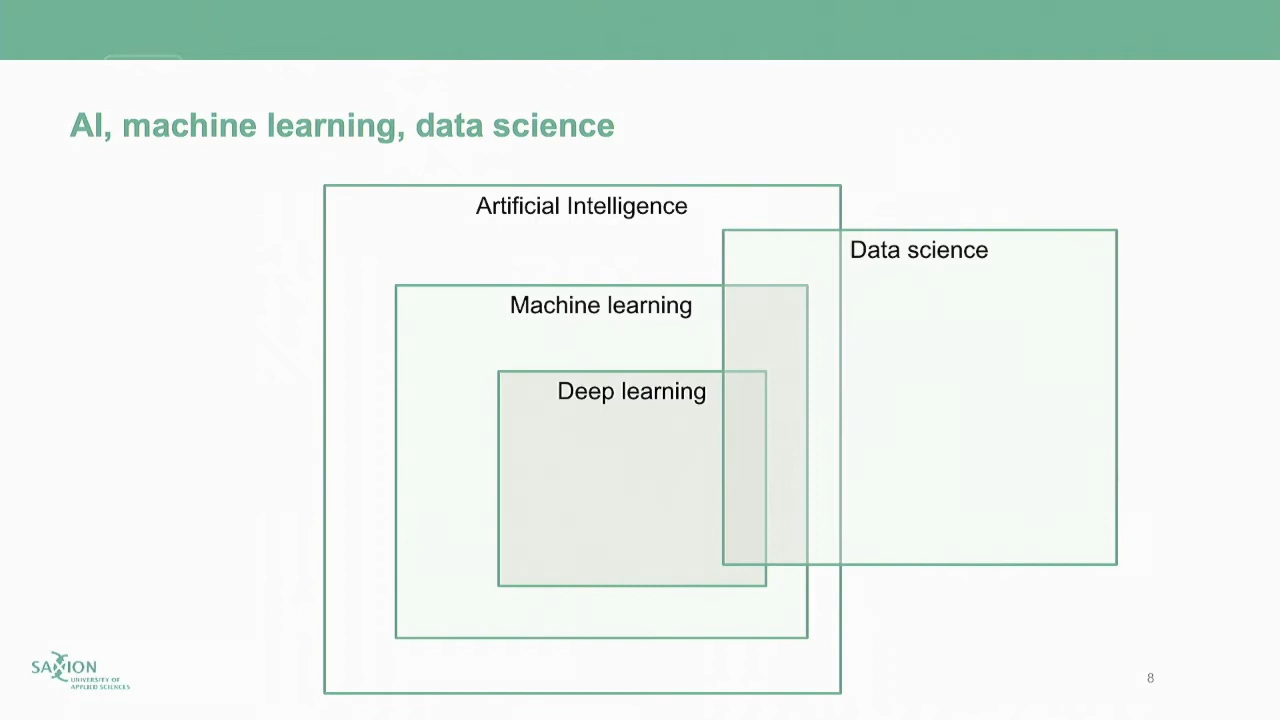 AI, machine learning, data science
Artificial Intelligence
Data science
Machine learning
Deep learning
SAXION
UNIVERSITY OF
APPLIED SCIENCES
8